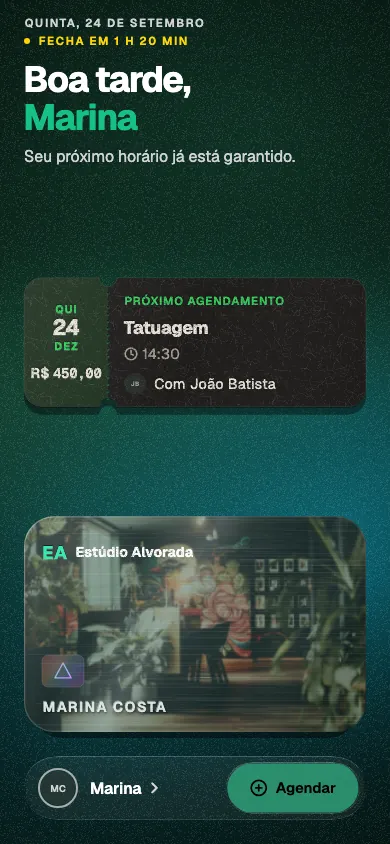 QUINTA, 24 DE SETEMBRO
FECHA EM 1 H 20 MIN
Boa tarde,
Marina
Seu próximo horário já está garantido.
QUI
24
DEZ
R$ 450,00
PRÓXIMO AGENDAMENTO
Tatuagem
14:30
JB Com João Batista
EA Estúdio Alvorada
MARINA COSTA
MC Marina
Agendar